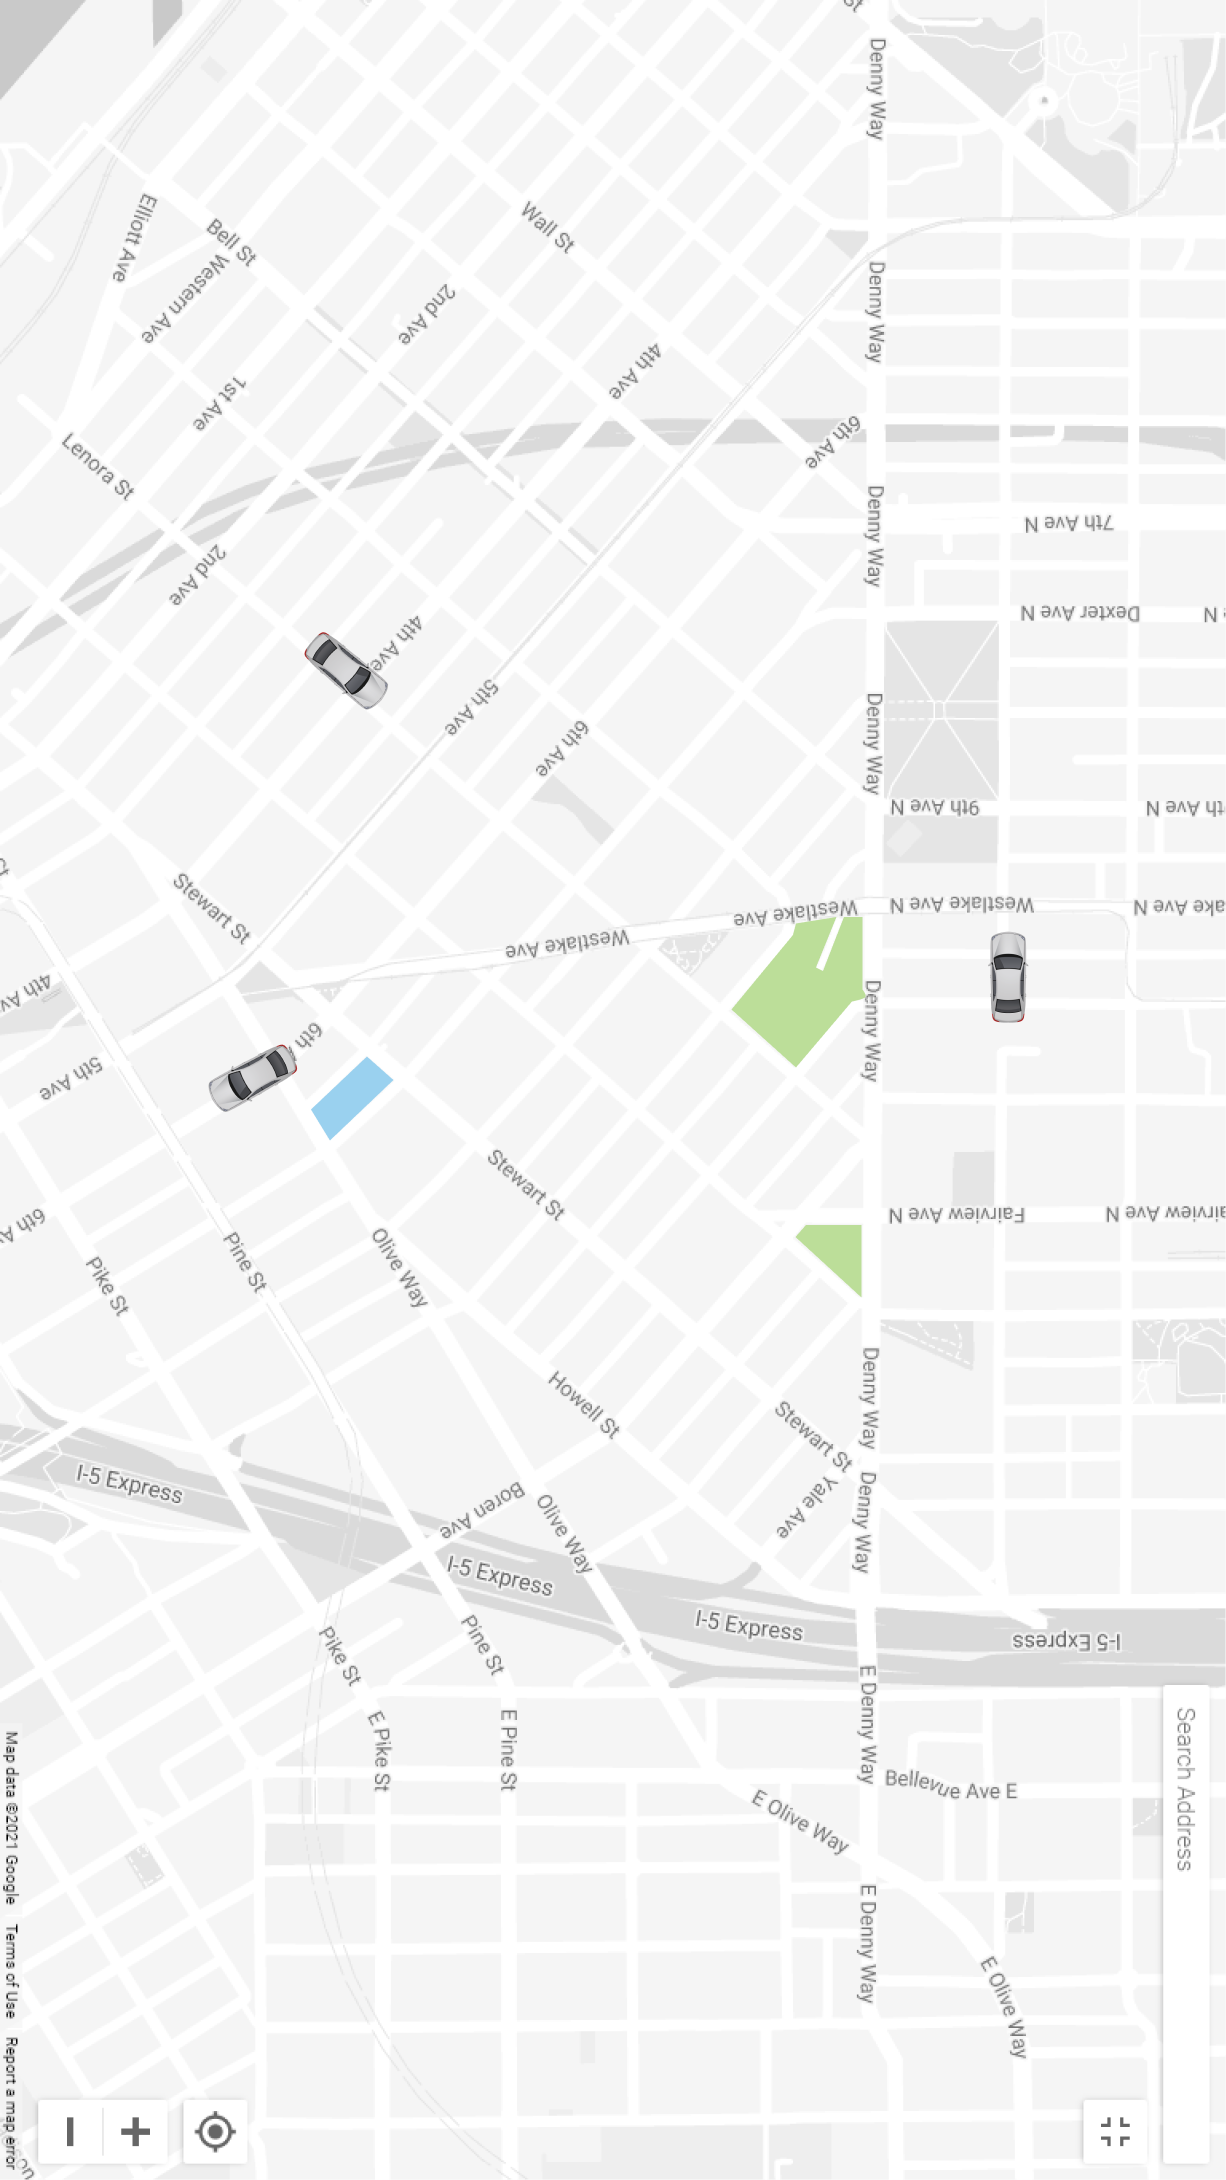 Search Address
Dexter Ave N
7th Ave N
9th Ave N
Westlake Ave N
Fairview Ave N
I-5 Express
E Olive Way
Bellevue Ave E
Denny Way
Denny Way
Denny Way
Denny Way
Denny Way
Denny Way
Denny Way
E Denny Way
E Denny Way
6th Ave
Westlake Ave
Stewart St
Yale Ave
E Olive Way
I-5 Express
4th Ave
Wall St
6th Ave
Westlake Ave
Howell St
Olive Way
Stewart St
5th Ave
Boren Ave
I-5 Express
Pine St
E Pine St
2nd Ave
4th Ave
Olive Way
Pike St
E Pike St
6th
Bell St
Western Ave
1st Ave
2nd Ave
Stewart St
Pine St
Elliott Ave
Lenora St
5th Ave
Pike St
I-5 Express
4th Ave
6th A
Map data ©2021 Google
Terms of Use
Report a map error